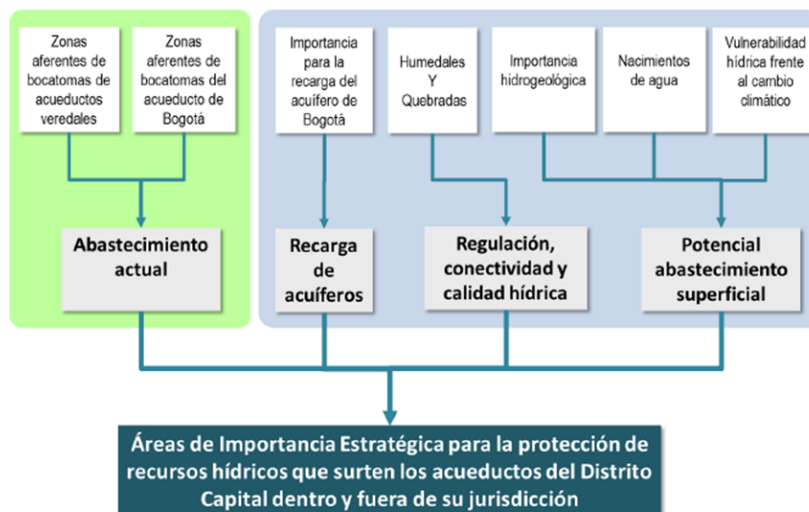 Zonas
aferentes de
bocatomas de
acueductos
veredales
Zonas
aferentes de
bocatomas del
acueducto de
Bogotá
Importancia
para la
recarga del
acuífero de
Bogotá
Humedales
Y
Quebradas
Importancia
hidrogeológica
Nacimientos
de agua
Vulnerabilidad
hídrica frente
al cambio
climático
Abastecimiento
actual
Recarga
de
acuíferos
Regulación,
conectividad y
calidad hídrica
Potencial
abastecimiento
superficial
Áreas de Importancia Estratégica para la protección de
recursos hídricos que surten los acueductos del Distrito
Capital dentro y fuera de su jurisdicción